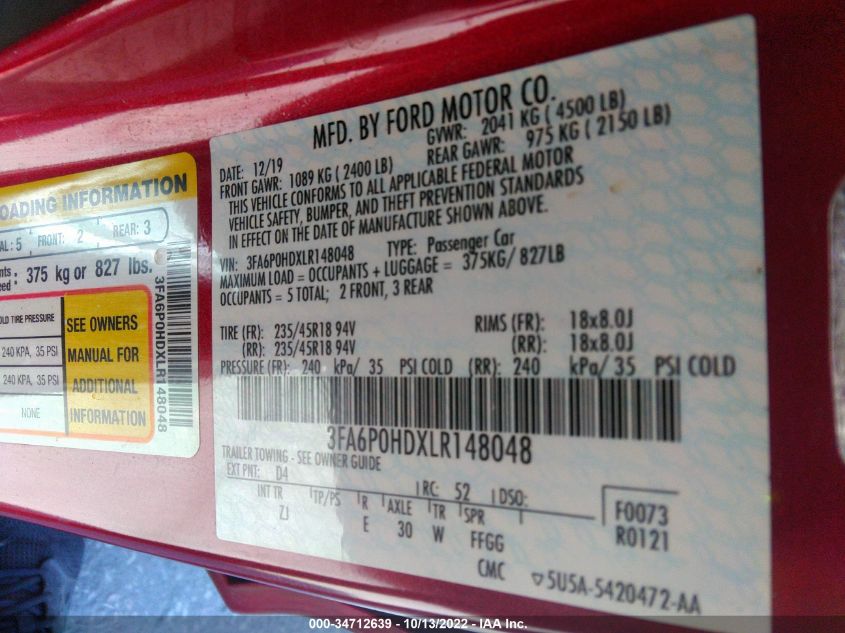 OADING INFORMATION
AL: 5 FRONT: 2 REAR: 3
375 kg or 827 lbs.
OLD TIRE PRESSURE
240 KPA, 35 PSI
240 KPA, 35 PSI
NONE
SEE OWNERS
MANUAL FOR
ADDITIONAL
INFORMATION
3FA6P0HDXLR148048
MFD. BY FORD MOTOR CO.
DATE: 12/19 GVWR: 2041 KG ( 4500 LB)
FRONT GAWR: 1089 KG ( 2400 LB) REAR GAWR: 975 KG ( 2150 LB)
THIS VEHICLE CONFORMS TO ALL APPLICABLE FEDERAL MOTOR
VEHICLE SAFETY, BUMPER, AND THEFT PREVENTION STANDARDS
IN EFFECT ON THE DATE OF MANUFACTURE SHOWN ABOVE.
VIN: 3FA6P0HDXLR148048 TYPE: Passenger Car
MAXIMUM LOAD = OCCUPANTS + LUGGAGE = 375KG/ 827LB
OCCUPANTS = 5 TOTAL; 2 FRONT, 3 REAR
TIRE (FR): 235/45R18 94V RIMS (FR): 18x8.0J
(RR): 235/45R18 94V (RR): 18x8.0J
PRESSURE (FR): 240 kPa/ 35 PSI COLD (RR): 240 kPa/ 35 PSI COLD
3FA6P0HDXLR148048
TRAILER TOWING - SEE OWNER GUIDE
EXT PNT: D4 RC: 52 DSO:
INT TR TP/PS R AXLE TR SPR
ZJ E 30 W FFGG
F0073
R0121
CMC 5U5A-5420472-AA
000-34712639 - 10/13/2022 - IAA Inc.